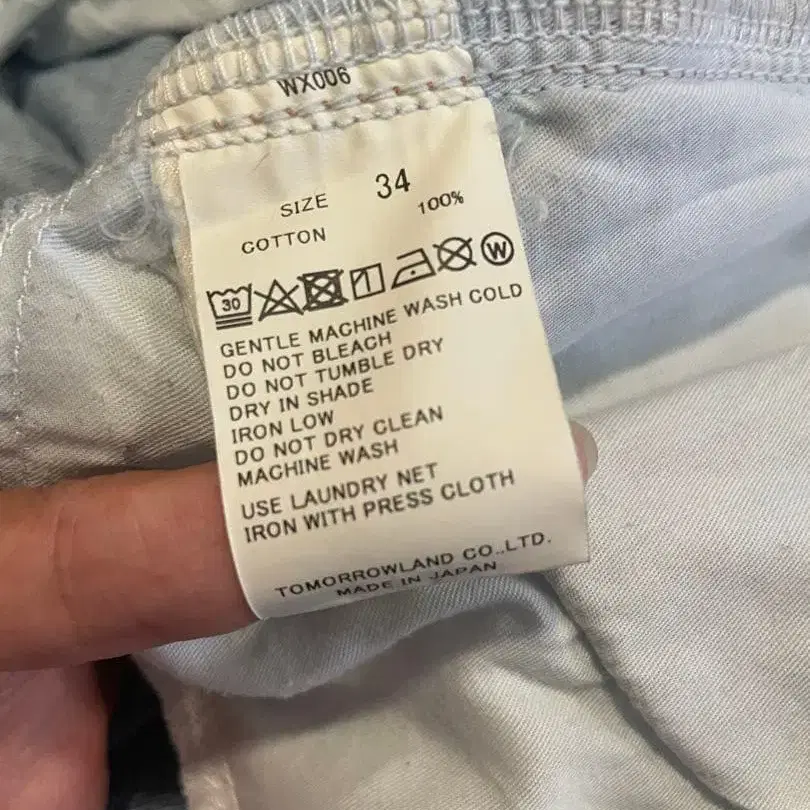 WX006
SIZE 34
COTTON 100%
30 W
GENTLE MACHINE WASH COLD
DO NOT BLEACH
DO NOT TUMBLE DRY
DRY IN SHADE
IRON LOW
DO NOT DRY CLEAN
MACHINE WASH
USE LAUNDRY NET
IRON WITH PRESS CLOTH
TOMORROWLAND CO.,LTD.
MADE IN JAPAN